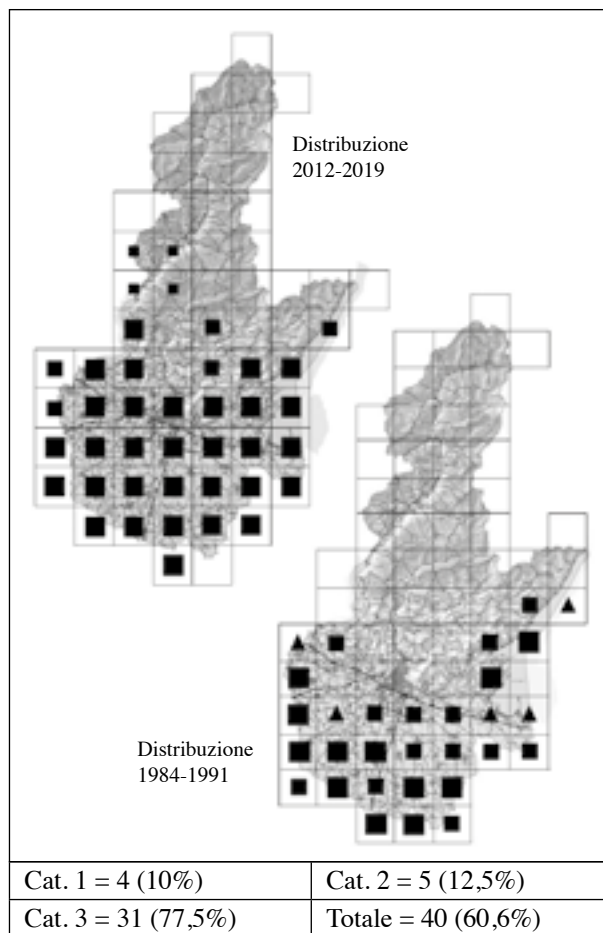 Distribuzione
2012-2019
Distribuzione
1984-1991
Cat. 1 = 4 (10%)
Cat. 2 = 5 (12,5%)
Cat. 3 = 31 (77,5%)
Totale = 40 (60,6%)